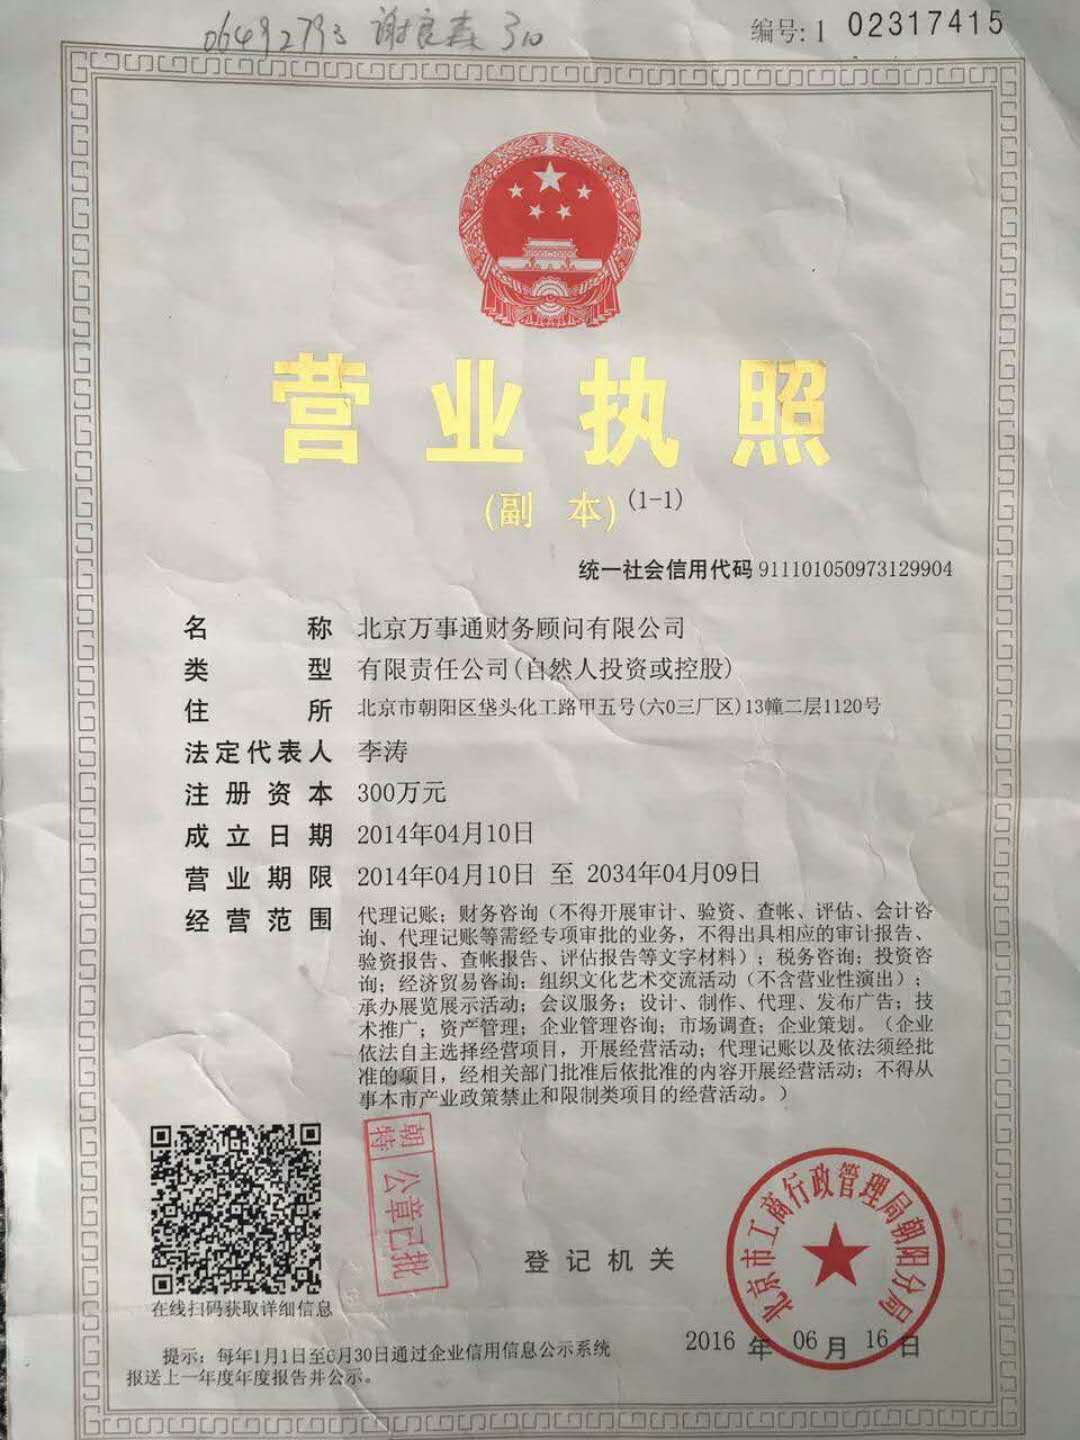 06492793 谢良森 310
编号:1 02317415
营业执照
(副 本)(1-1)
统一社会信用代码 911101050973129904
名称 北京万事通财务顾问有限公司
类型 有限责任公司(自然人投资或控股)
住所 北京市朝阳区垡头化工路甲五号(六0三厂区)13幢二层1120号
法定代表人 李涛
注册资本 300万元
成立日期 2014年04月10日
营业期限 2014年04月10日 至 2034年04月09日
经营范围 代理记账；财务咨询（不得开展审计、验资、查帐、评估、会计咨
询、代理记账等需经专项审批的业务，不得出具相应的审计报告、
验资报告、查帐报告、评估报告等文字材料）；税务咨询；投资咨
询；经济贸易咨询；组织文化艺术交流活动（不含营业性演出）；
承办展览展示活动；会议服务；设计、制作、代理、发布广告；技
术推广；资产管理；企业管理咨询；市场调查；企业策划。（企业
依法自主选择经营项目，开展经营活动；代理记账以及依法须经批
准的项目，经相关部门批准后依批准的内容开展经营活动；不得从
事本市产业政策禁止和限制类项目的经营活动。）
朝特
公章已批
在线扫码获取详细信息
登记机关
北京市工商行政管理局朝阳分局
2016 年 06 月 16 日
提示：每年1月1日至6月30日通过企业信用信息公示系统
报送上一年度年度报告并公示。